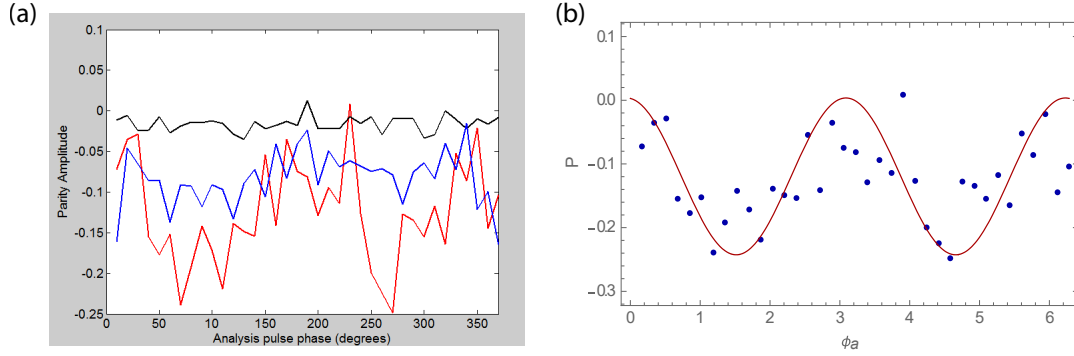 (a)
0.1
0.05
0
-0.05
-0.1
-0.15
-0.2
-0.25
Parity Amplitude
0 50 10 150 200 250 300 350
Analysis pulse phase (degrees)
(b)
0.1
0.0
−0.1
−0.2
−0.3
P
0 1 2 3 4 5 6
ϕa